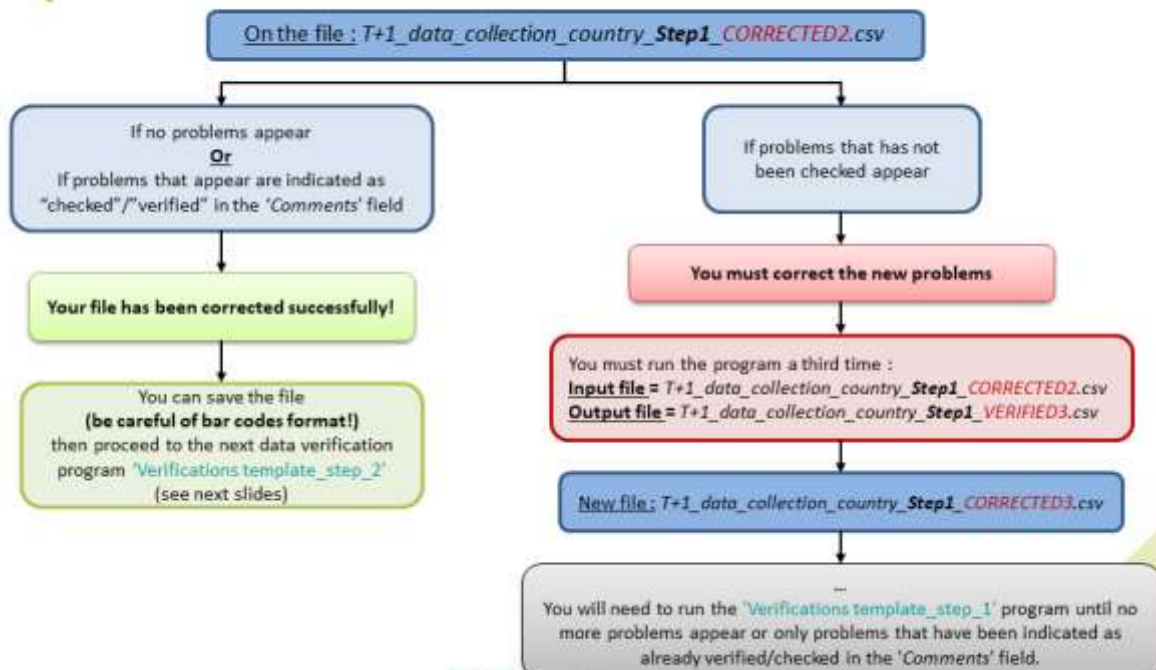 On the file : T+1_data_collection_country_Step1_CORRECTED2.csv
If no problems appear
Or
If problems that appear are indicated as
"checked"/"verified" in the 'Comments' field
Your file has been corrected successfully!
You can save the file
(be careful of bar codes format!)
then proceed to the next data verification
program 'Verifications template_step_2'
(see next slides)
If problems that has not
been checked appear
You must correct the new problems
You must run the program a third time :
Input file = T+1_data_collection_country_Step1_CORRECTED2.csv
Output file = T+1_data_collection_country_Step1_VERIFIED3.csv
New file : T+1_data_collection_country_Step1_CORRECTED3.csv
...
You will need to run the 'Verifications template_step_1' program until no
more problems appear or only problems that have been indicated as
already verified/checked in the 'Comments' field.